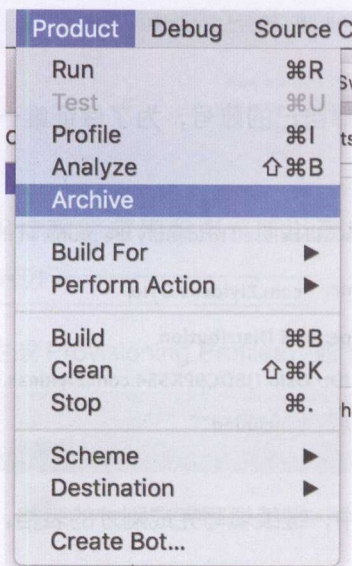 Product Debug Source C
Run ⌘R
Test ⌘U
Profile ⌘I
Analyze ⇧⌘B
Archive
Build For ▶
Perform Action ▶
Build ⌘B
Clean ⇧⌘K
Stop ⌘.
Scheme ▶
Destination ▶
Create Bot...